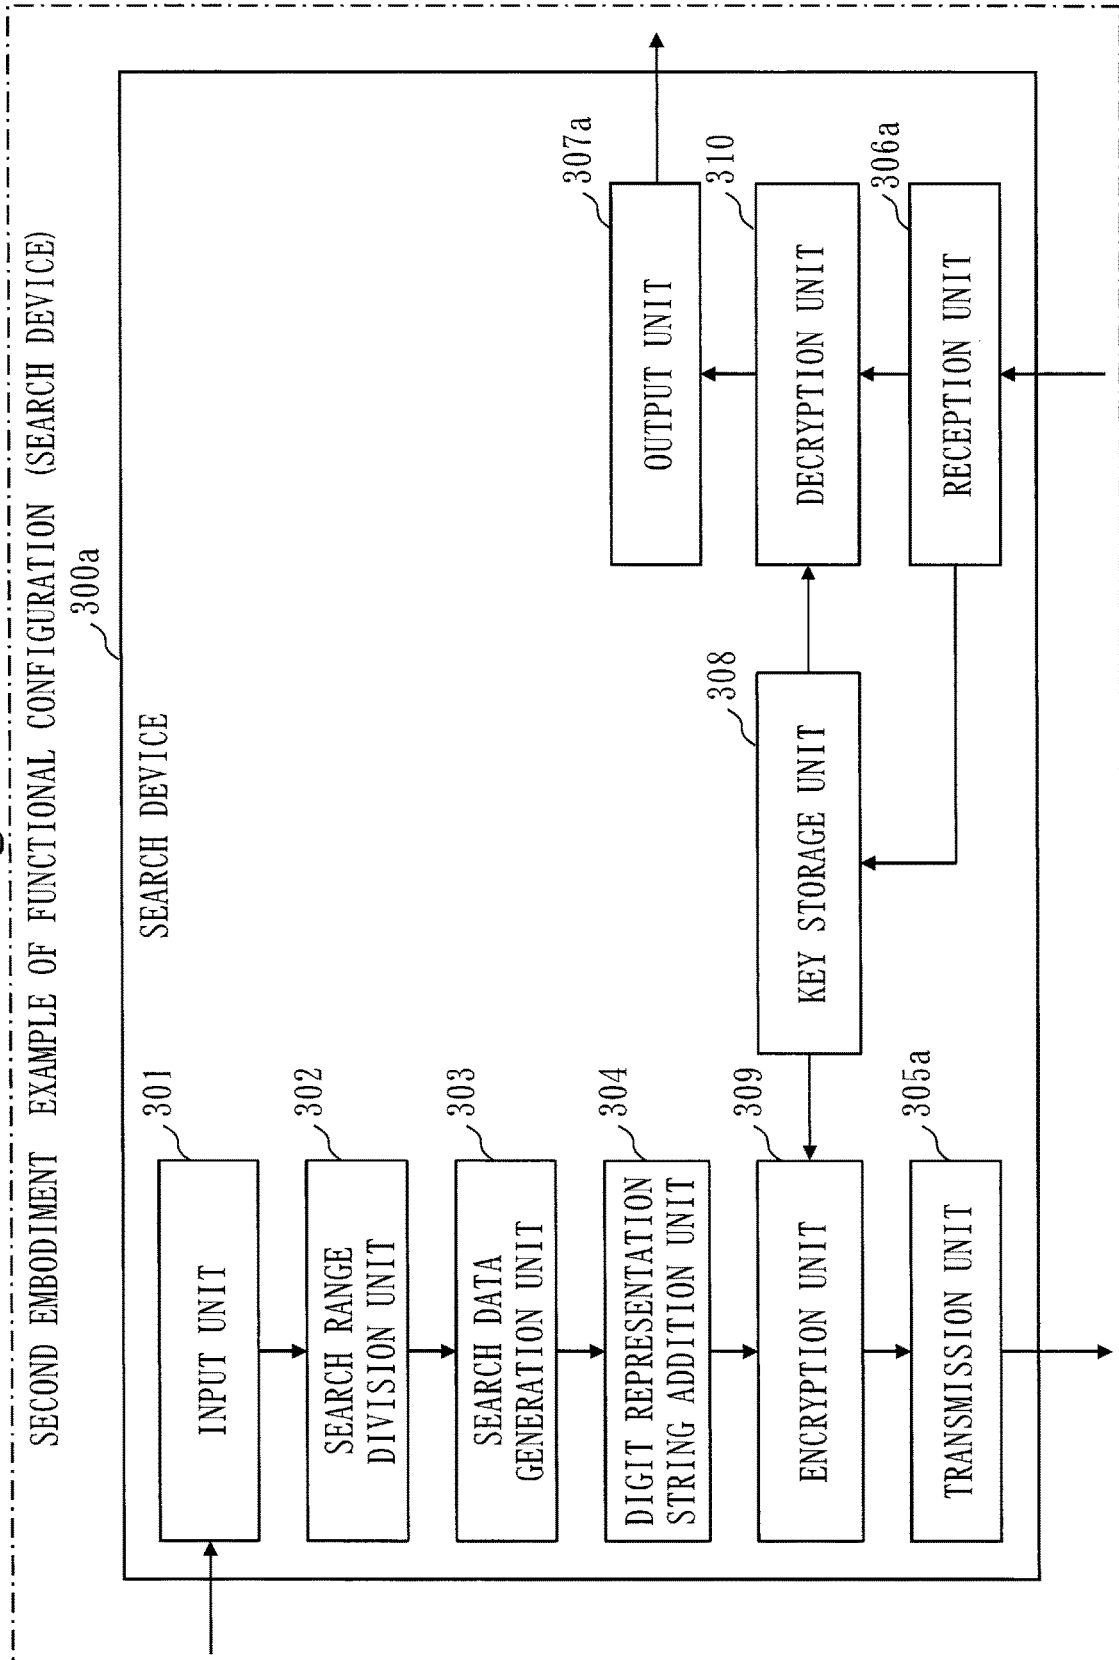 SECOND EMBODIMENT EXAMPLE OF FUNCTIONAL CONFIGURATION (SEARCH DEVICE)
300a
SEARCH DEVICE
301
INPUT UNIT
302
SEARCH RANGE
DIVISION UNIT
303
SEARCH DATA
GENERATION UNIT
304
DIGIT REPRESENTATION
STRING ADDITION UNIT
309
ENCRYPTION UNIT
305a
TRANSMISSION UNIT
308
KEY STORAGE UNIT
307a
OUTPUT UNIT
310
DECRYPTION UNIT
306a
RECEPTION UNIT